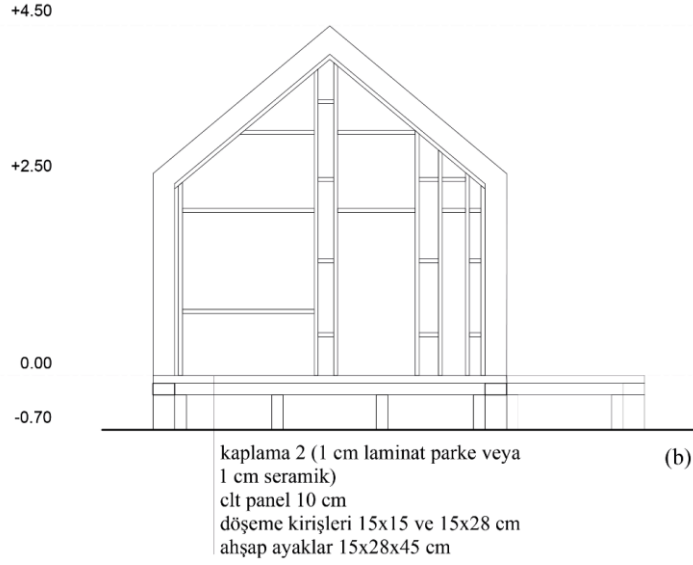 +4.50
+2.50
0.00
-0.70
kaplama 2 (1 cm laminat parke veya
1 cm seramik)
clt panel 10 cm
döşeme kirişleri 15x15 ve 15x28 cm
ahşap ayaklar 15x28x45 cm
(b)